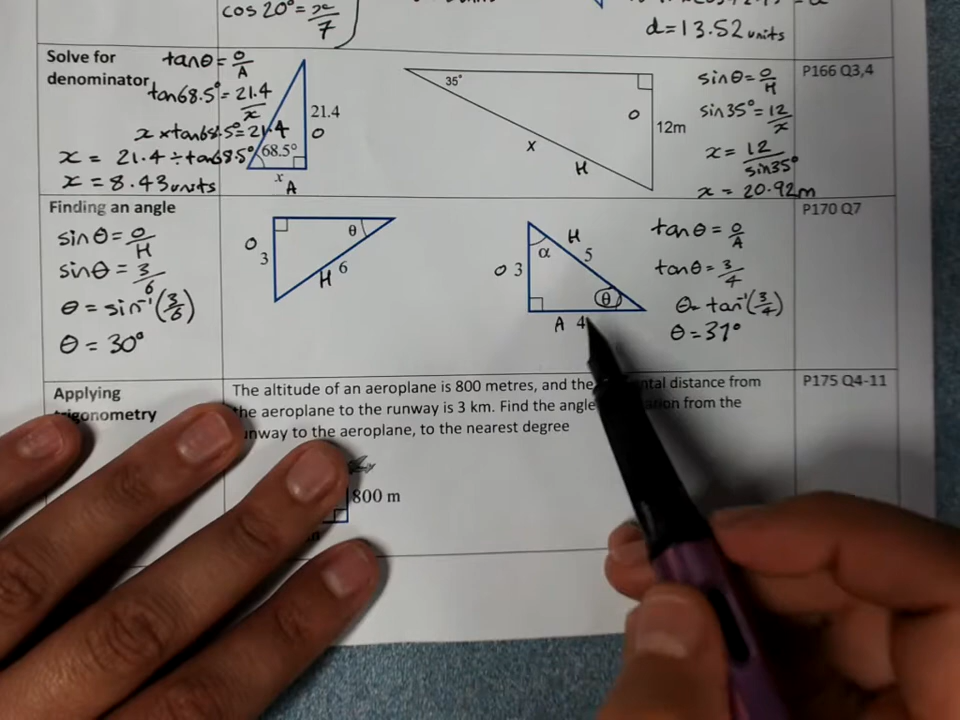 cos 20° = x/7
d = 13.52 units
Solve for
denominator
tanθ = O/A
tan68.5° = 21.4/x
x × tan68.5° = 21.4
x = 21.4 ÷ tan68.5°
x = 8.43 units
21.4
O
68.5°
x
A
35°
O
12m
x
H
sinθ = O/H
sin35° = 12/x
x = 12/sin35°
x = 20.92m
P166 Q3,4
Finding an angle
sinθ = O/H
sinθ = 3/6
θ = sin⁻¹(3/6)
θ = 30°
θ
O
3
H 6
α
H
5
O 3
θ
A 4
tanθ = O/A
tanθ = 3/4
θ = tan⁻¹(3/4)
θ = 37°
P170 Q7
Applying
trigonometry
The altitude of an aeroplane is 800 metres, and the distance from
the aeroplane to the runway is 3 km. Find the angle from the
to the aeroplane, to the nearest degree
800 m
P175 Q4-11